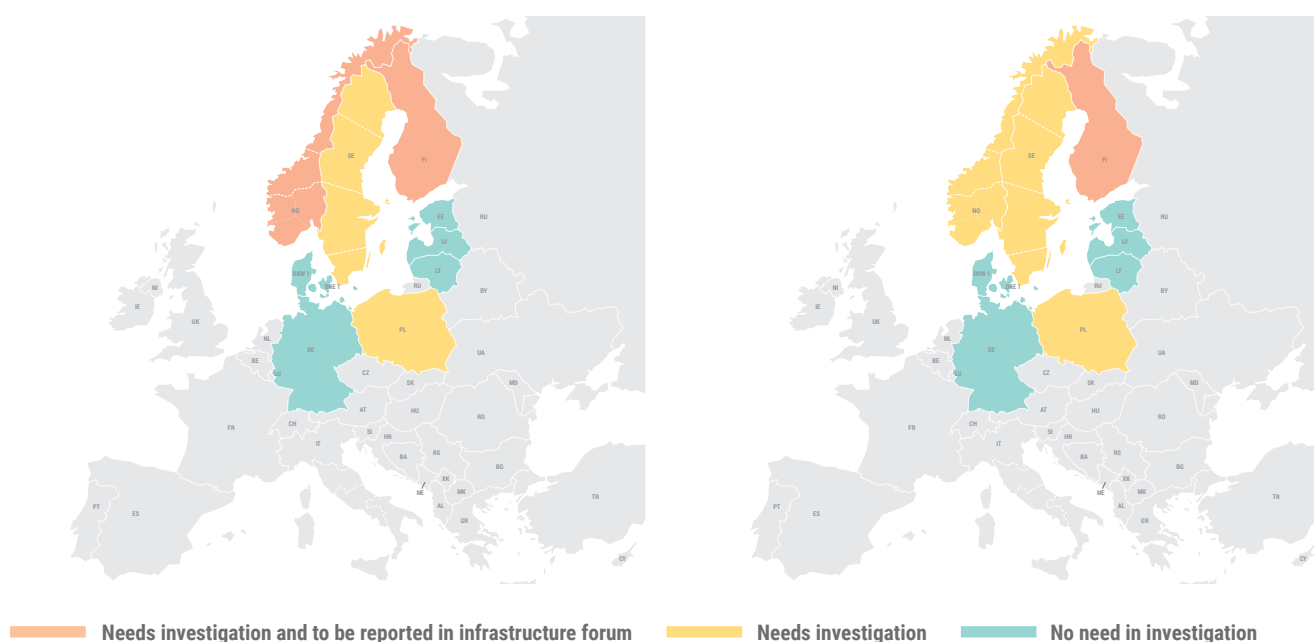 FI
SE
NO
EE
RU
LV
DKW 1
LT
DKE 1
RU
BY
NI
IE
UK
NL
PL
DE
BE
UA
LU
CZ
SK
MD
AT
HU
CH
RO
SI
HR
IT
FR
BA
RS
BG
XK
ME
MK
AL
PT
ES
GR
TR
CY
FI
SE
NO
EE
RU
LV
DKW 1
LT
DKE 1
RU
BY
NI
IE
UK
NL
PL
DE
BE
UA
LU
CZ
SK
MD
AT
HU
CH
RO
SI
HR
IT
FR
BA
RS
BG
XK
ME
MK
AL
PT
ES
GR
TR
CY
Needs investigation and to be reported in infrastructure forum
Needs investigation
No need in investigation